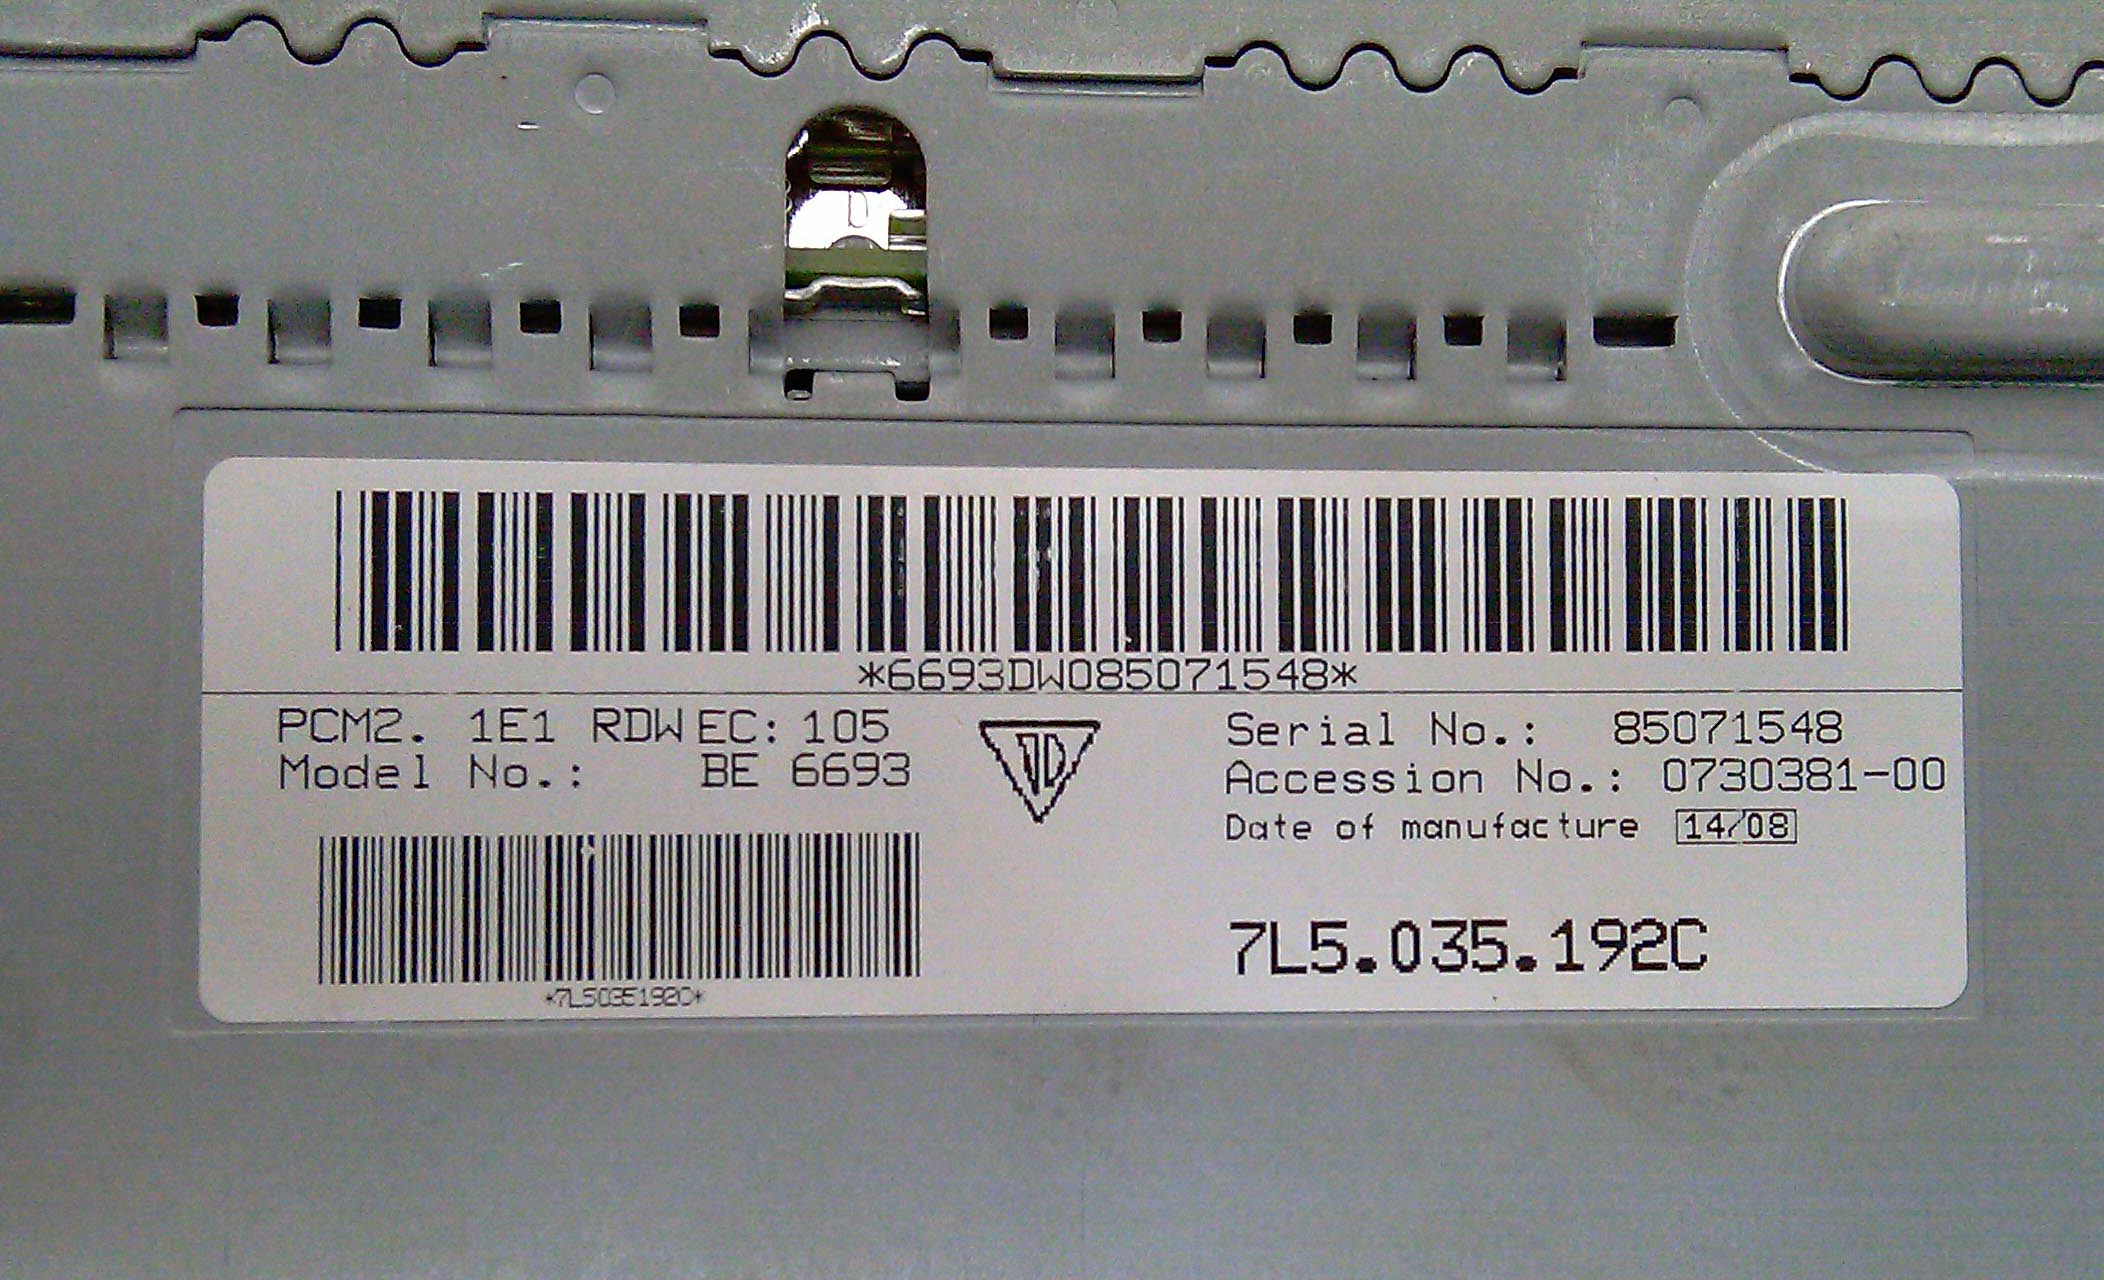 *6693DW085071548*
PCM2. 1E1 RDW EC: 105
Model No.: BE 6693
Serial No.: 85071548
Accession No.: 0730381-00
Date of manufacture 14/08
7L5.035.192C
*7L5035192C*